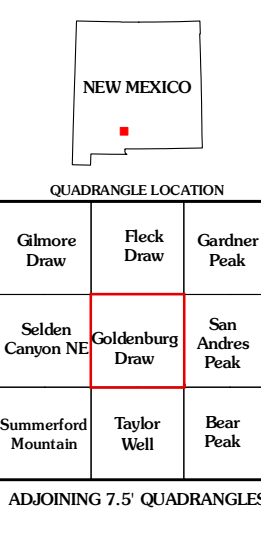 NEW MEXICO
QUADRANGLE LOCATION
Gilmore
Draw
Fleck
Draw
Gardner
Peak
Selden
Canyon NE
Goldenburg
Draw
San
Andres
Peak
Summerford
Mountain
Taylor
Well
Bear
Peak
ADJOINING 7.5' QUADRANGLES